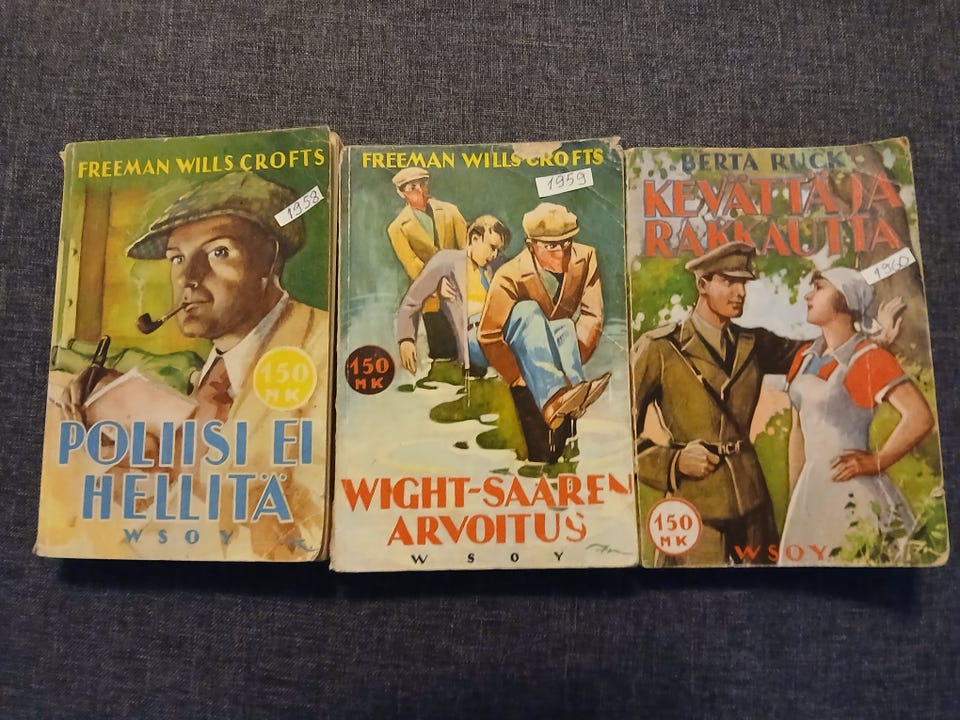 FREEMAN WILLS CROFTS
1958
150
MK
POLIISI EI
HELLITÄ
WSOY
FREEMAN WILLS CROFTS
1959
150
MK
WIGHT-SAAREN
ARVOITUS
WSOY
BERTA RUCK
KEVÄTTÄ JA
RAKKAUTTA
1960
150
MK
WSOY